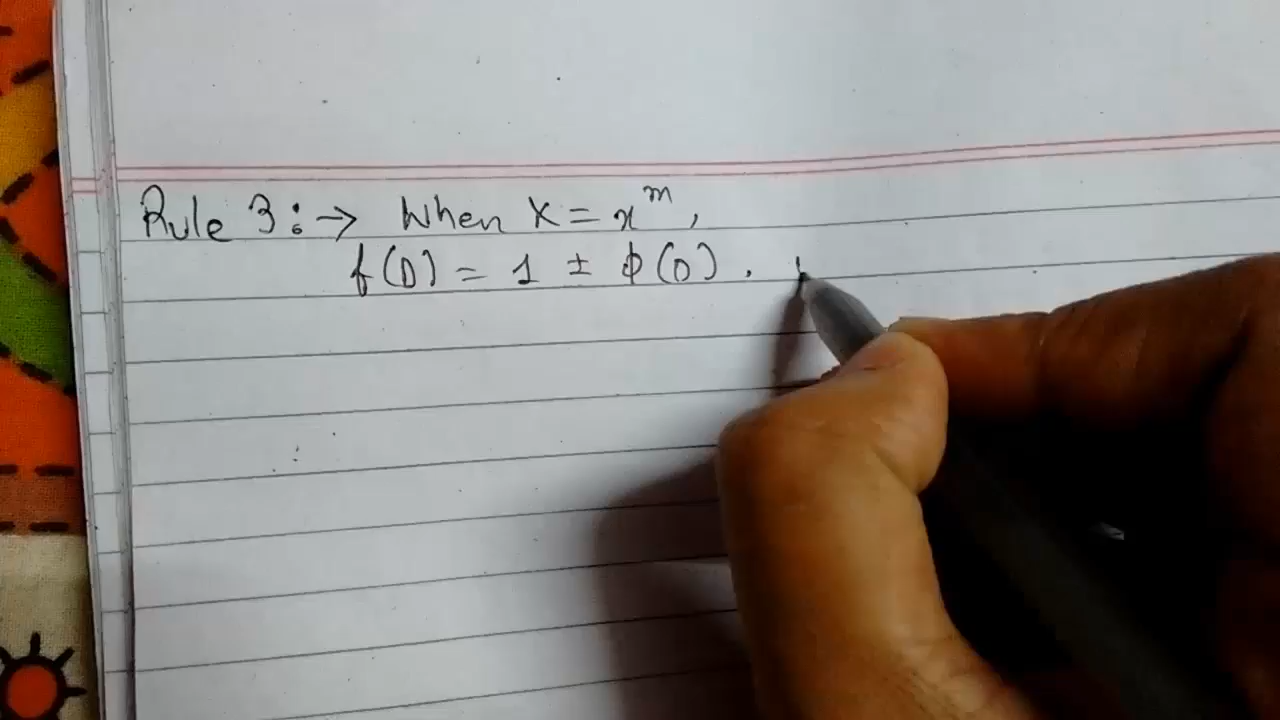 Rule 3:→ When X = x^m,
f(D) = 1 ± ϕ(D).